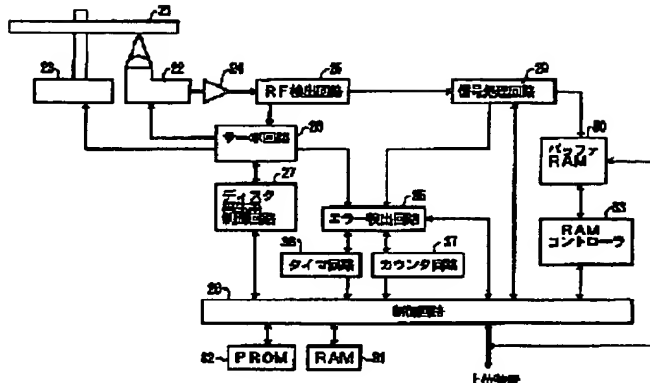 21
23
22
24
25
RF検出回路
29
信号処理回路
26
サーボ回路
30
バッファ
RAM
27
ディスク
制御回路
35
エラー検出回路
33
RAM
コントローラ
36
タイマ回路
37
カウンタ回路
制御回路
32
PROM
RAM
31
上位装置